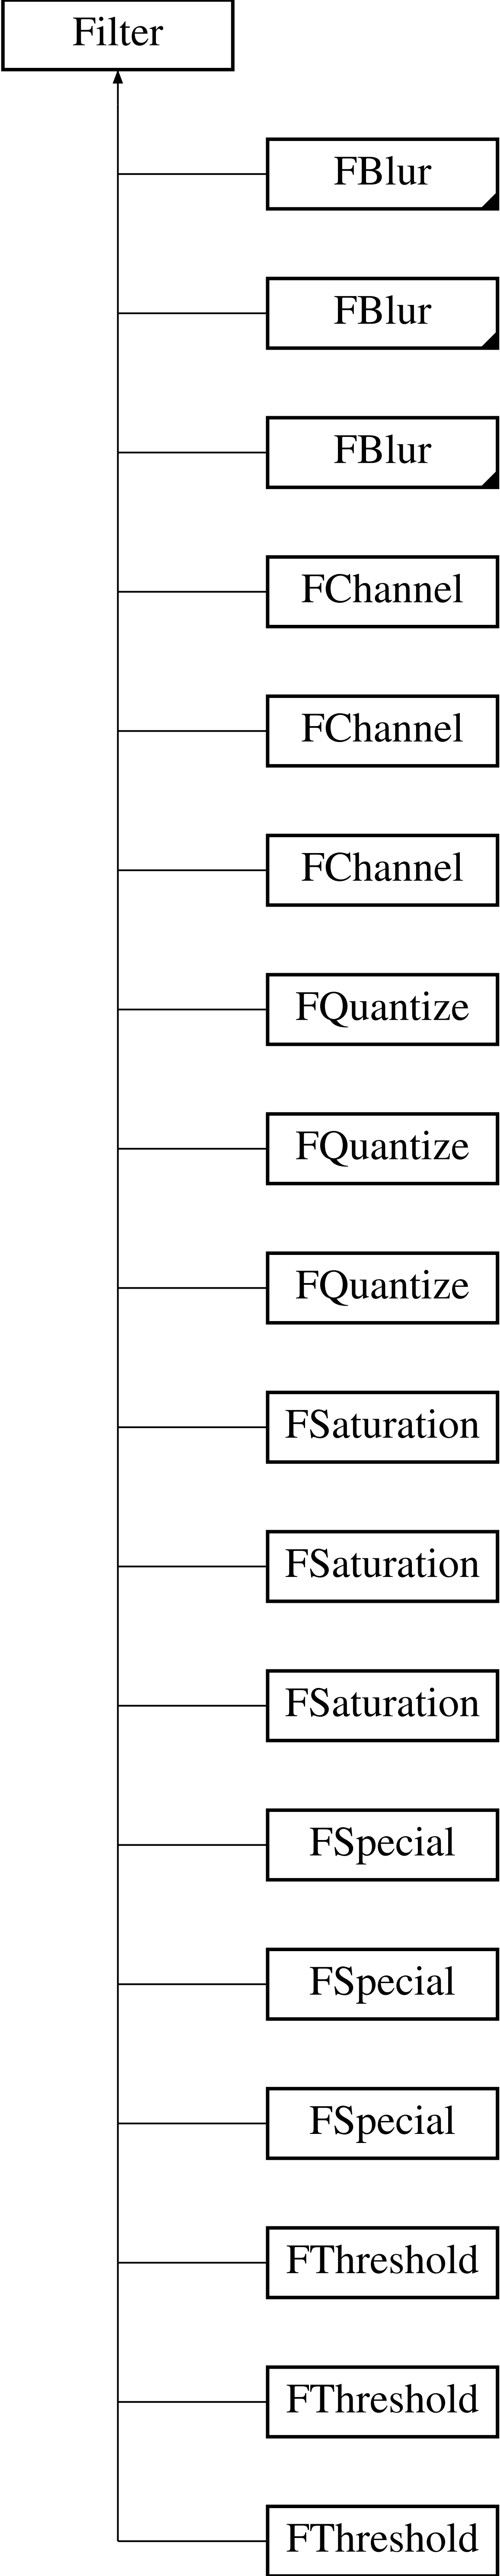 Filter
FBlur
FBlur
FBlur
FChannel
FChannel
FChannel
FQuantize
FQuantize
FQuantize
FSaturation
FSaturation
FSaturation
FSpecial
FSpecial
FSpecial
FThreshold
FThreshold
FThreshold